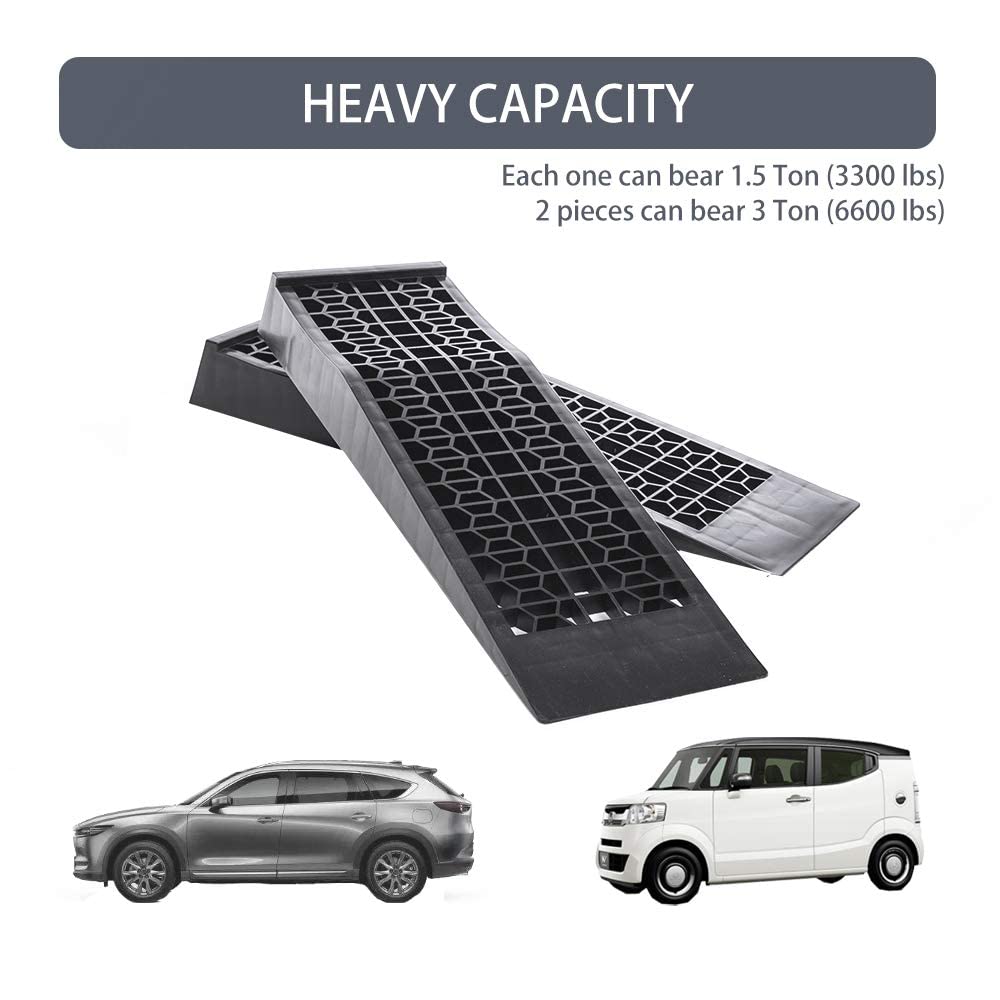 HEAVY CAPACITY
Each one can bear 1.5 Ton (3300 lbs)
2 pieces can bear 3 Ton (6600 lbs)